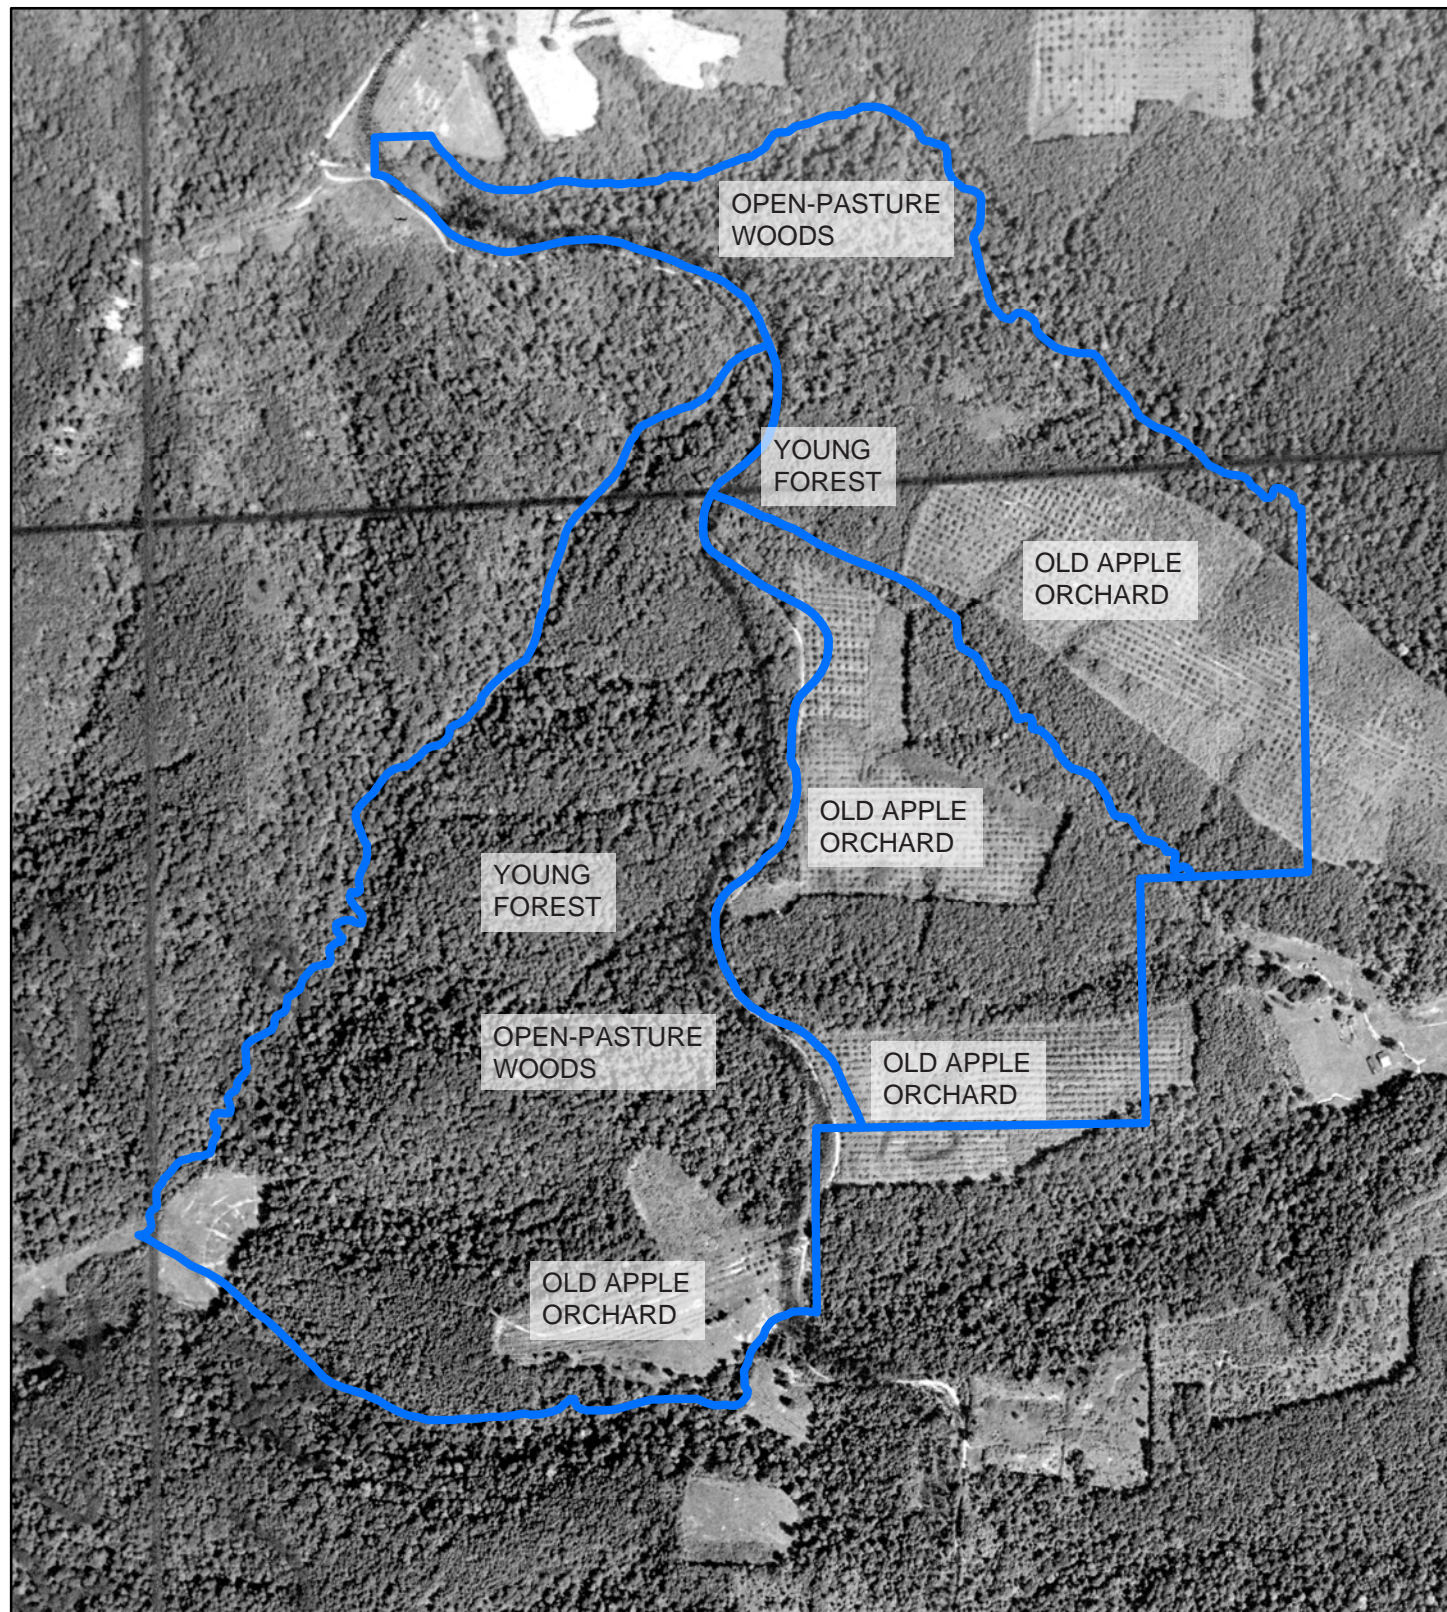 OPEN-PASTURE
WOODS
YOUNG
FOREST
OLD APPLE
ORCHARD
OLD APPLE
ORCHARD
YOUNG
FOREST
OPEN-PASTURE
WOODS
OLD APPLE
ORCHARD
OLD APPLE
ORCHARD